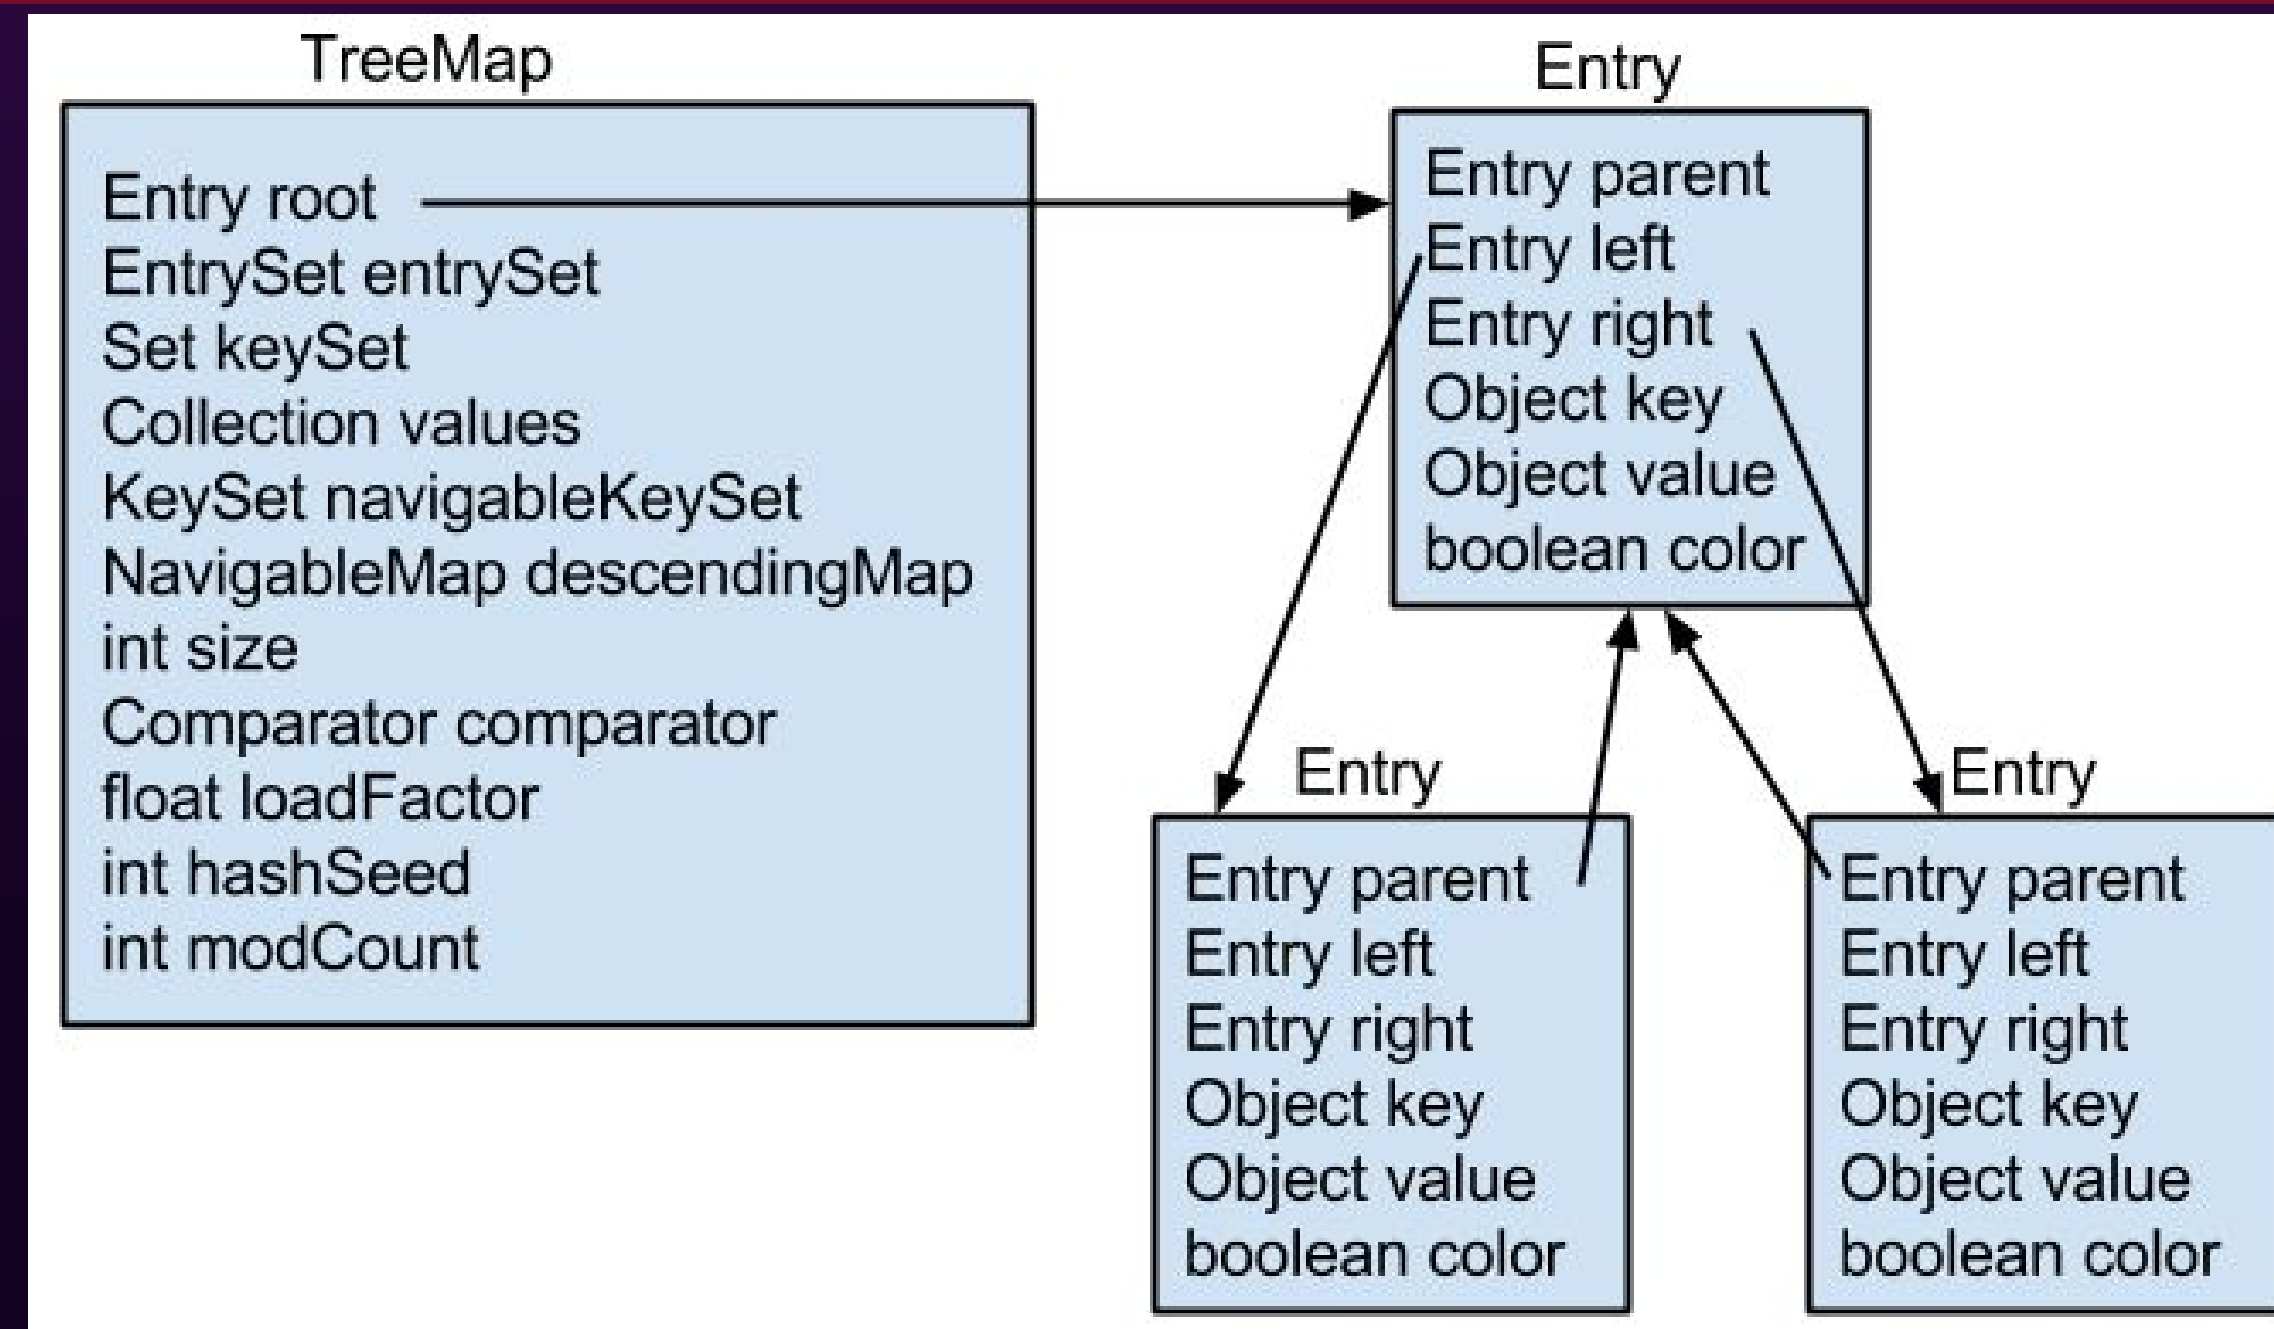 TreeMap
Entry root
EntrySet entrySet
Set keySet
Collection values
KeySet navigableKeySet
NavigableMap descendingMap
int size
Comparator comparator
float loadFactor
int hashSeed
int modCount
Entry
Entry parent
Entry left
Entry right
Object key
Object value
boolean color
Entry
Entry parent
Entry left
Entry right
Object key
Object value
boolean color
Entry
Entry parent
Entry left
Entry right
Object key
Object value
boolean color